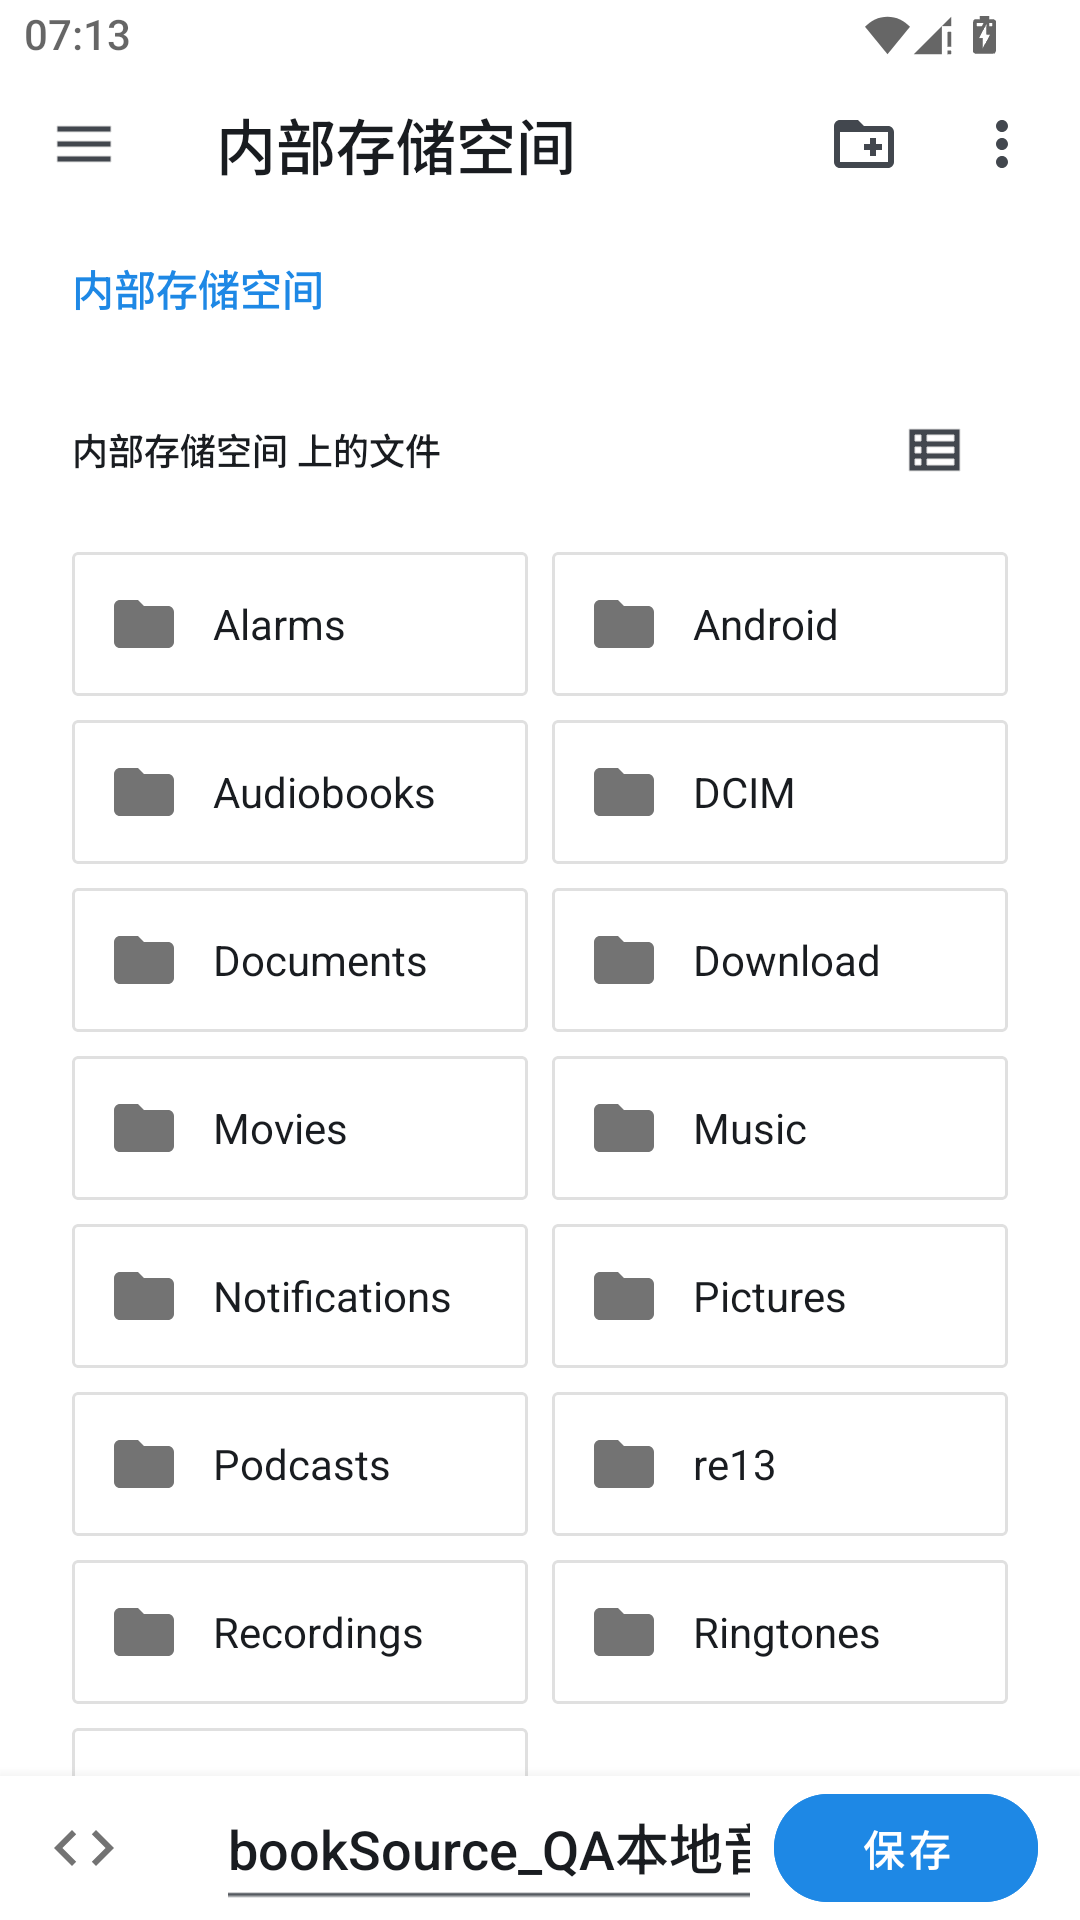 07:13
内部存储空间
内部存储空间
内部存储空间 上的文件
Alarms
Android
Audiobooks
DCIM
Documents
Download
Movies
Music
Notifications
Pictures
Podcasts
re13
Recordings
Ringtones
bookSource_QA本地音
保存